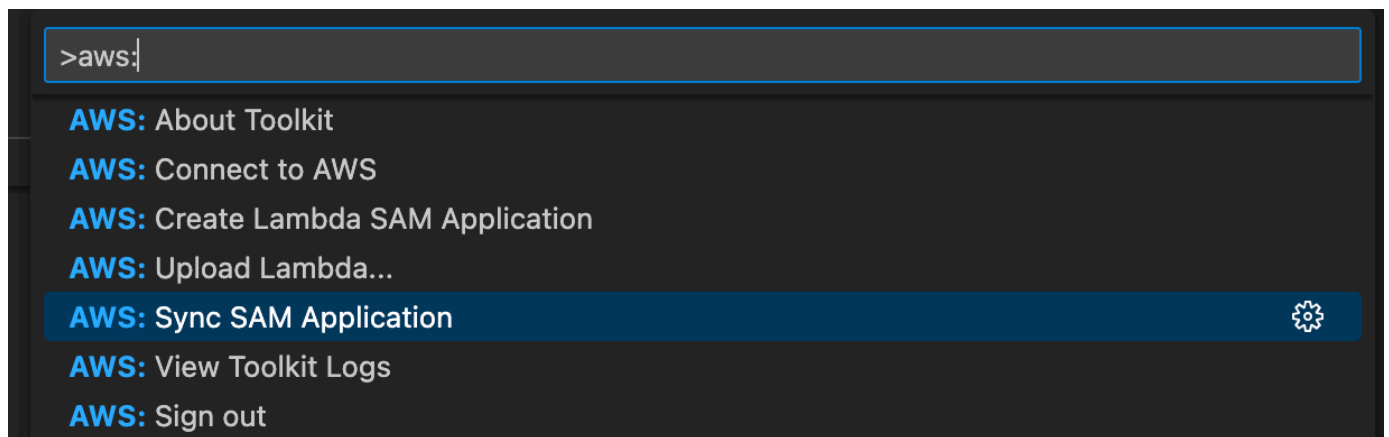 >aws:
AWS: About Toolkit
AWS: Connect to AWS
AWS: Create Lambda SAM Application
AWS: Upload Lambda...
AWS: Sync SAM Application
AWS: View Toolkit Logs
AWS: Sign out